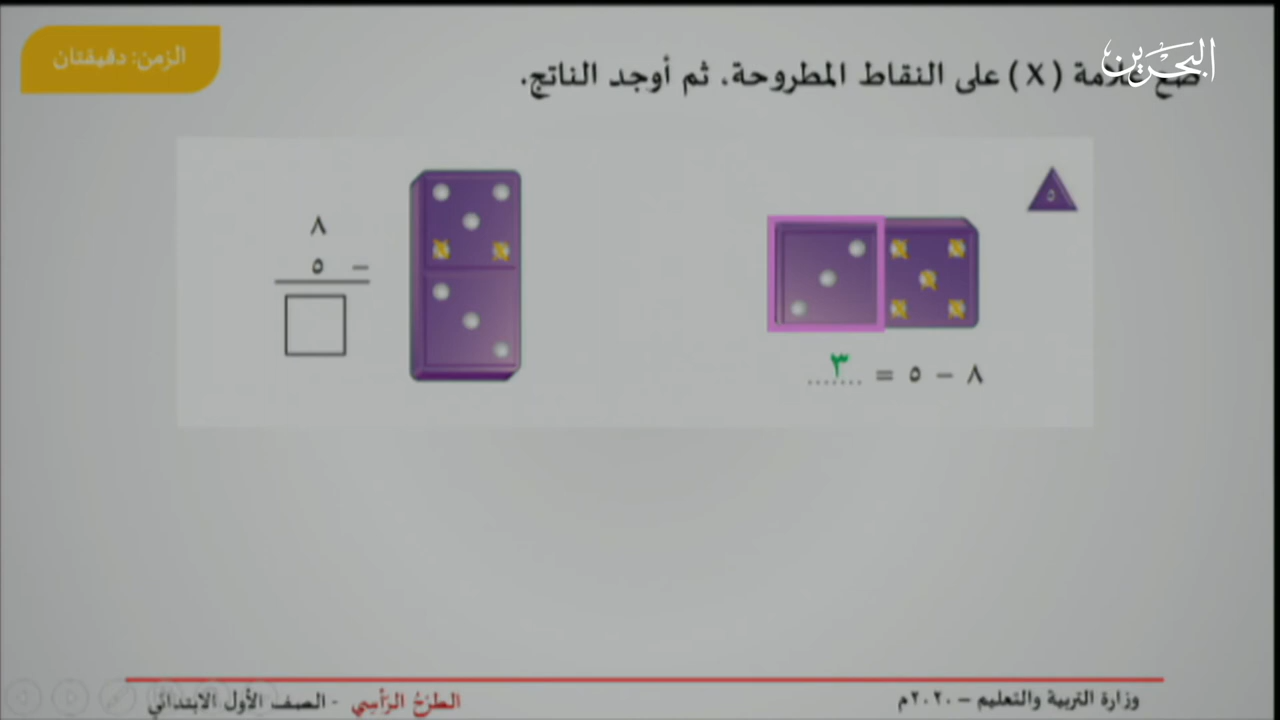 البحرين
الزمن: دقيقتان
ضع علامة (X) على النقاط المطروحة. ثم أوجد الناتج.
٥
٨ − ٥ = ٣
٨
− ٥
وزارة التربية والتعليم – ٢٠٢٠م
الطرح الرأسي - الصف الأول الابتدائي